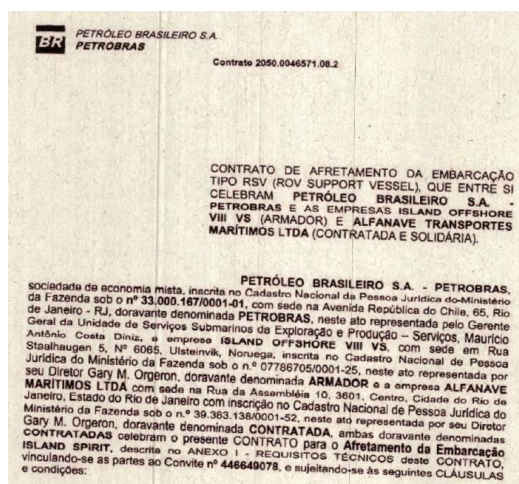 BR
PETRÓLEO BRASILEIRO S.A.
PETROBRAS
Contrato 2050.0046571.08.2
CONTRATO DE AFRETAMENTO DA EMBARCAÇÃO
TIPO RSV (ROV SUPPORT VESSEL), QUE ENTRE SI
CELEBRAM PETRÓLEO BRASILEIRO S.A. -
PETROBRAS E AS EMPRESAS ISLAND OFFSHORE
VIII VS (ARMADOR) E ALFANAVE TRANSPORTES
MARÍTIMOS LTDA (CONTRATADA E SOLIDÁRIA).
PETRÓLEO BRASILEIRO S.A. - PETROBRAS,
sociedade de economia mista, inscrita no Cadastro Nacional da Pessoa Jurídica do Ministério
da Fazenda sob o nº 33.000.167/0001-01, com sede na Avenida República do Chile, 65, Rio
de Janeiro - RJ, doravante denominada PETROBRAS, neste ato representada pelo Gerente
Geral da Unidade de Serviços Submarinos da Exploração e Produção – Serviços, Maurício
Antônio Costa Diniz, a empresa ISLAND OFFSHORE VIII VS, com sede em Rua
Staalhaugen 5, Nº 6065, Ulsteinvik, Noruega, inscrita no Cadastro Nacional de Pessoa
Jurídica do Ministério da Fazenda sob o n.º 07786705/0001-25, neste ato representada por
seu Diretor Gary M. Orgeron, doravante denominada ARMADOR e a empresa ALFANAVE
MARÍTIMOS LTDA com sede na Rua da Assembléia 10, 3601, Centro, Cidade do Rio de
Janeiro, Estado do Rio de Janeiro com inscrição no Cadastro Nacional de Pessoa Jurídica do
Ministério da Fazenda sob o n.º 39.383.138/0001-52, neste ato representada por seu Diretor
Gary M. Orgeron, doravante denominada CONTRATADA, ambas doravante denominadas
CONTRATADAS celebram o presente CONTRATO para o Afretamento da Embarcação
ISLAND SPIRIT, descrita no ANEXO I - REQUISITOS TÉCNICOS deste CONTRATO,
vinculando-se as partes ao Convite nº 446649078, e sujeitando-se às seguintes CLÁUSULAS
e condições: